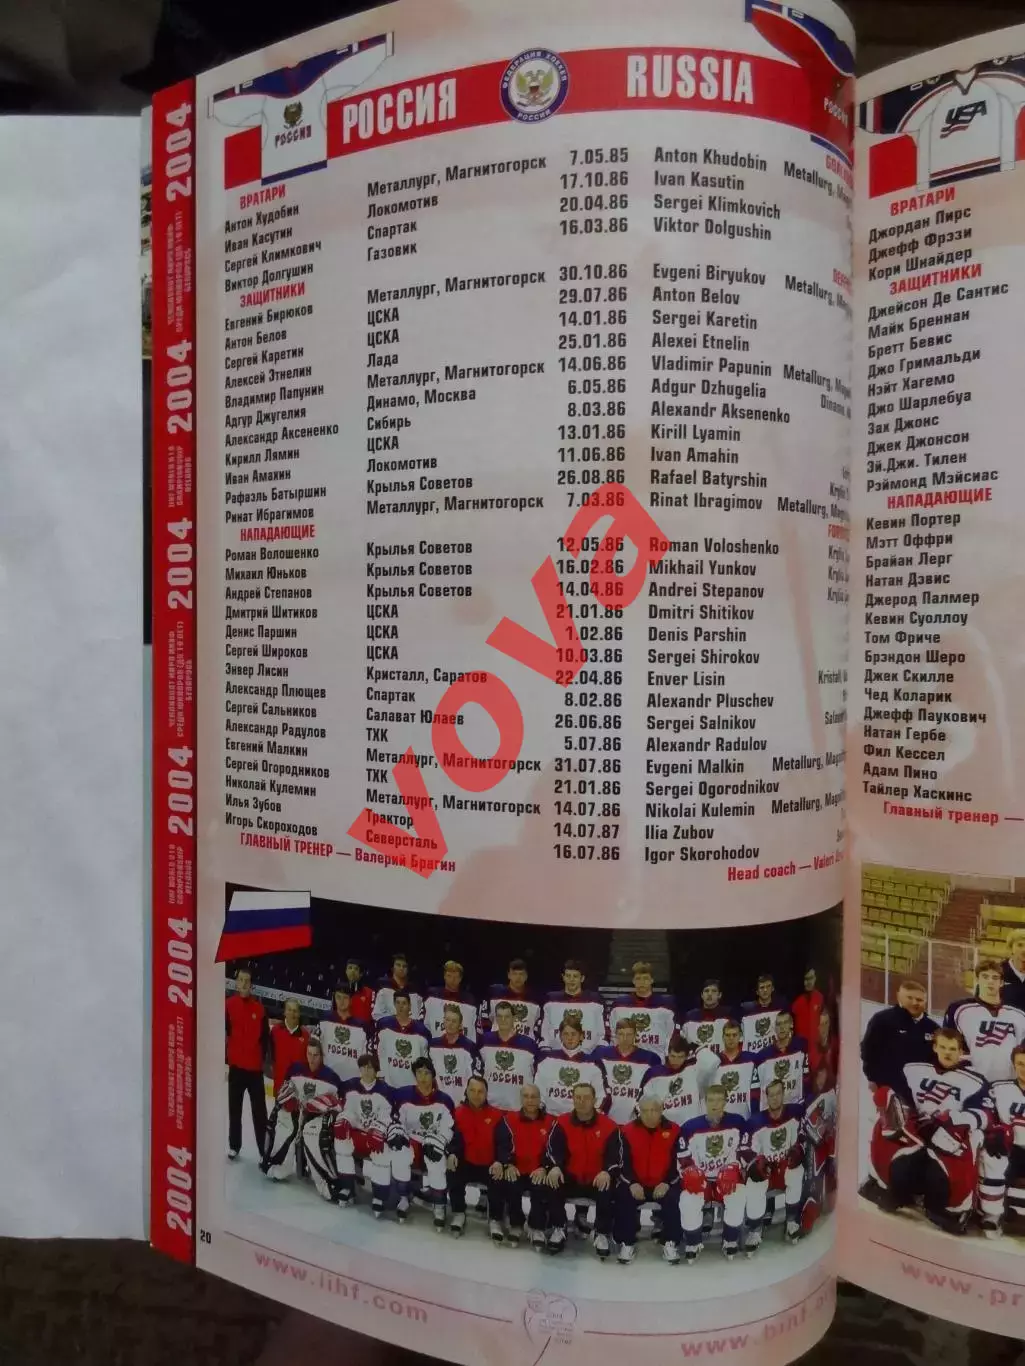 РОССИЯ RUSSIA
ФЕДЕРАЦИЯ ХОККЕЯ РОССИИ
РОССИЯ
ВРАТАРИ
Антон Худобин Металлург, Магнитогорск 7.05.85 Anton Khudobin
Иван Касутин Локомотив 17.10.86 Ivan Kasutin
Сергей Климкович Спартак 20.04.86 Sergei Klimkovich
Виктор Долгушин Газовик 16.03.86 Viktor Dolgushin
ЗАЩИТНИКИ
Евгений Бирюков Металлург, Магнитогорск 30.10.86 Evgeni Biryukov
Антон Белов ЦСКА 29.07.86 Anton Belov
Сергей Каретин ЦСКА 14.01.86 Sergei Karetin
Алексей Этнелин Лада 25.01.86 Alexei Etnelin
Владимир Папунин Металлург, Магнитогорск 14.06.86 Vladimir Papunin
Адгур Джугелия Динамо, Москва 6.05.86 Adgur Dzhugelia
Александр Аксененко Сибирь 8.03.86 Alexandr Aksenenko
Кирилл Лямин ЦСКА 13.01.86 Kirill Lyamin
Иван Амахин Локомотив 11.06.86 Ivan Amahin
Рафаэль Батыршин Крылья Советов 26.08.86 Rafael Batyrshin
Ринат Ибрагимов Металлург, Магнитогорск 7.03.86 Rinat Ibragimov
НАПАДАЮЩИЕ
Роман Волошенко Крылья Советов 12.05.86 Roman Voloshenko
Михаил Юньков Крылья Советов 16.02.86 Mikhail Yunkov
Андрей Степанов Крылья Советов 14.04.86 Andrei Stepanov
Дмитрий Шитиков ЦСКА 21.01.86 Dmitri Shitikov
Денис Паршин ЦСКА 1.02.86 Denis Parshin
Сергей Широков ЦСКА 10.03.86 Sergei Shirokov
Энвер Лисин Кристалл, Саратов 22.04.86 Enver Lisin
Александр Плющев Спартак 8.02.86 Alexandr Pluschev
Сергей Сальников Салават Юлаев 26.06.86 Sergei Salnikov
Александр Радулов ТХК 5.07.86 Alexandr Radulov
Евгений Малкин Металлург, Магнитогорск 31.07.86 Evgeni Malkin
Сергей Огородников ТХК 21.01.86 Sergei Ogorodnikov
Николай Кулемин Металлург, Магнитогорск 14.07.86 Nikolai Kulemin
Илья Зубов Трактор 14.07.87 Ilia Zubov
Игорь Скороходов Северсталь 16.07.86 Igor Skorohodov
ГЛАВНЫЙ ТРЕНЕР — Валерий Брагин Head coach —
vova
20
www.iihf.com
2004
2004
2004
2004
2004
2004
USA
ВРАТАРИ
Джордан Пирс
Джефф Фрэззи
Кори Шнайдер
ЗАЩИТНИКИ
Джейсон Де Сантис
Майк Бреннан
Бретт Бевис
Джо Гримальди
Нэйт Хагемо
Джо Шарлебуа
Зак Джонс
Джек Джонсон
Эй.Джи. Тилен
Рэймонд Мэйсиас
НАПАДАЮЩИЕ
Кевин Портер
Мэтт Оффри
Брайан Лерг
Натан Дэвис
Джерод Палмер
Кевин Суоллоу
Том Фриче
Брэндон Шеро
Джек Скилле
Чед Коларик
Джефф Паукович
Натан Гербе
Фил Кессел
Адам Пино
Тайлер Хаскинс
Главный тренер —